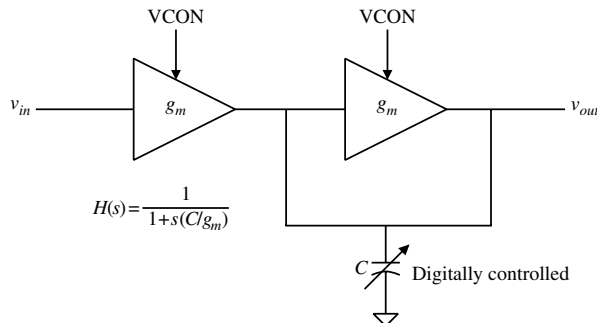 VCON VCON
v_in g_m g_m v_out
H(s) = 1 / 1+s(C/g_m)
C Digitally controlled